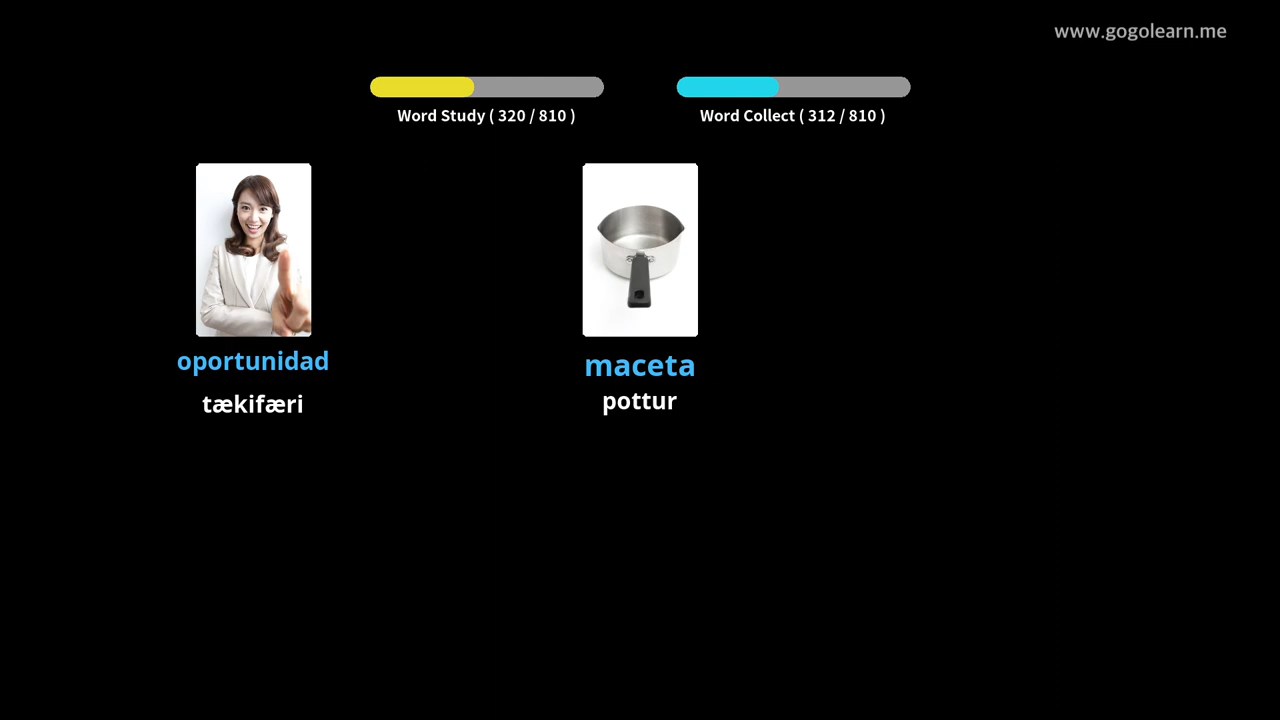 www.gogolearn.me
Word Study ( 320 / 810 )
Word Collect ( 312 / 810 )
oportunidad
tækifæri
maceta
pottur